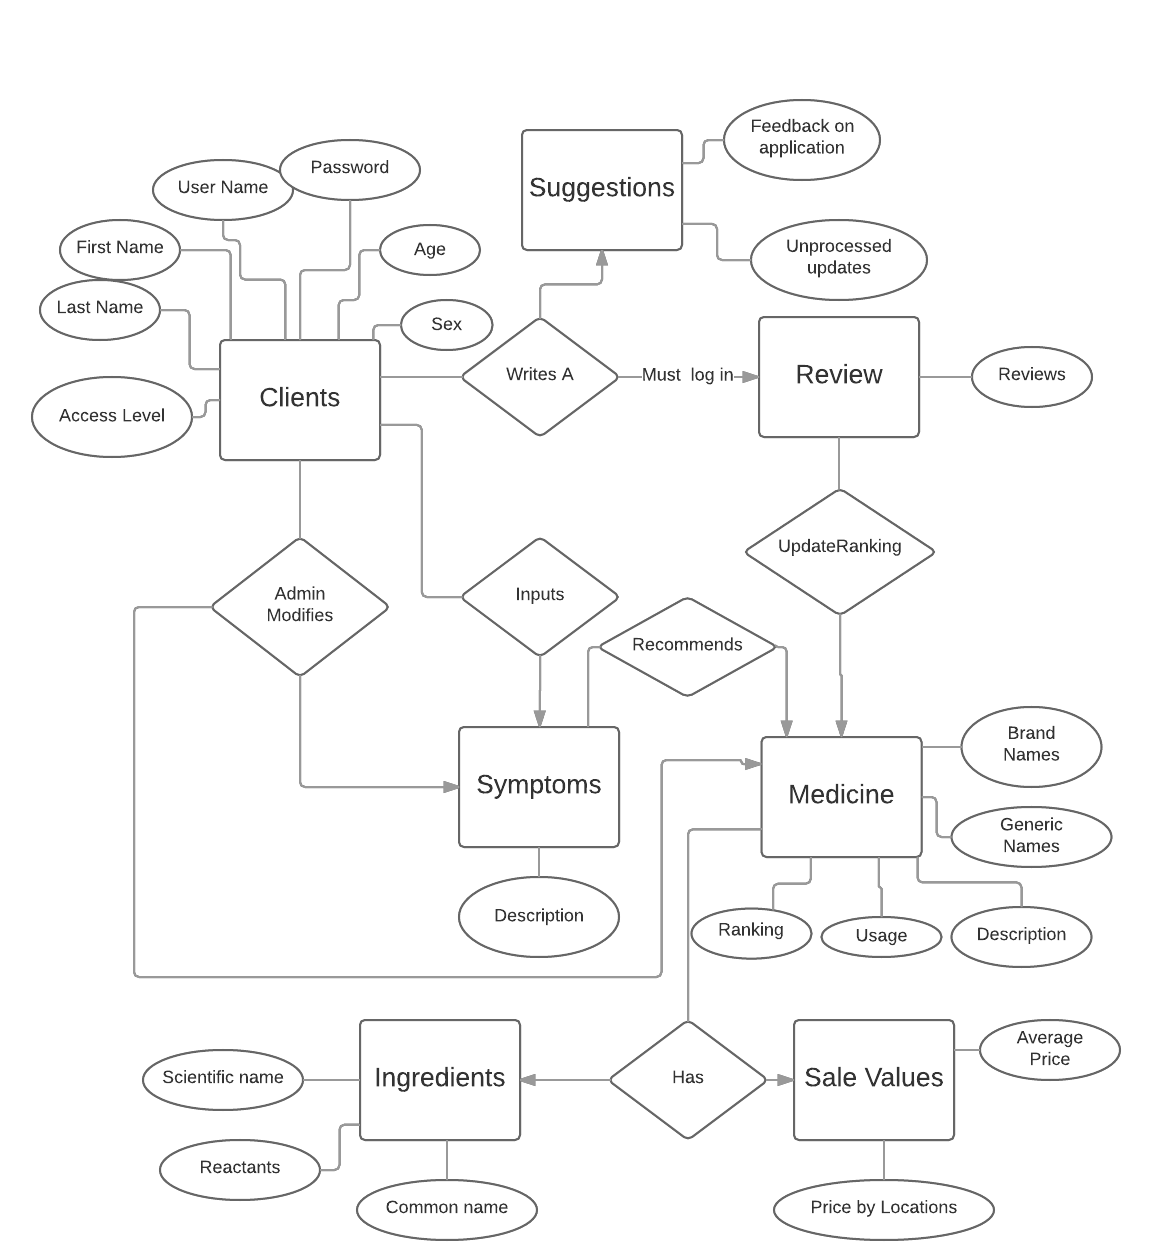 Feedback on
application
Password
User Name
Suggestions
First Name
Age
Unprocessed
updates
Last Name
Sex
Writes A
Must  log in
Review
Reviews
Clients
Access Level
UpdateRanking
Admin
Modifies
Inputs
Recommends
Brand
Names
Symptoms
Medicine
Generic
Names
Description
Ranking
Usage
Description
Scientific name
Ingredients
Has
Sale Values
Average
Price
Reactants
Common name
Price by Locations